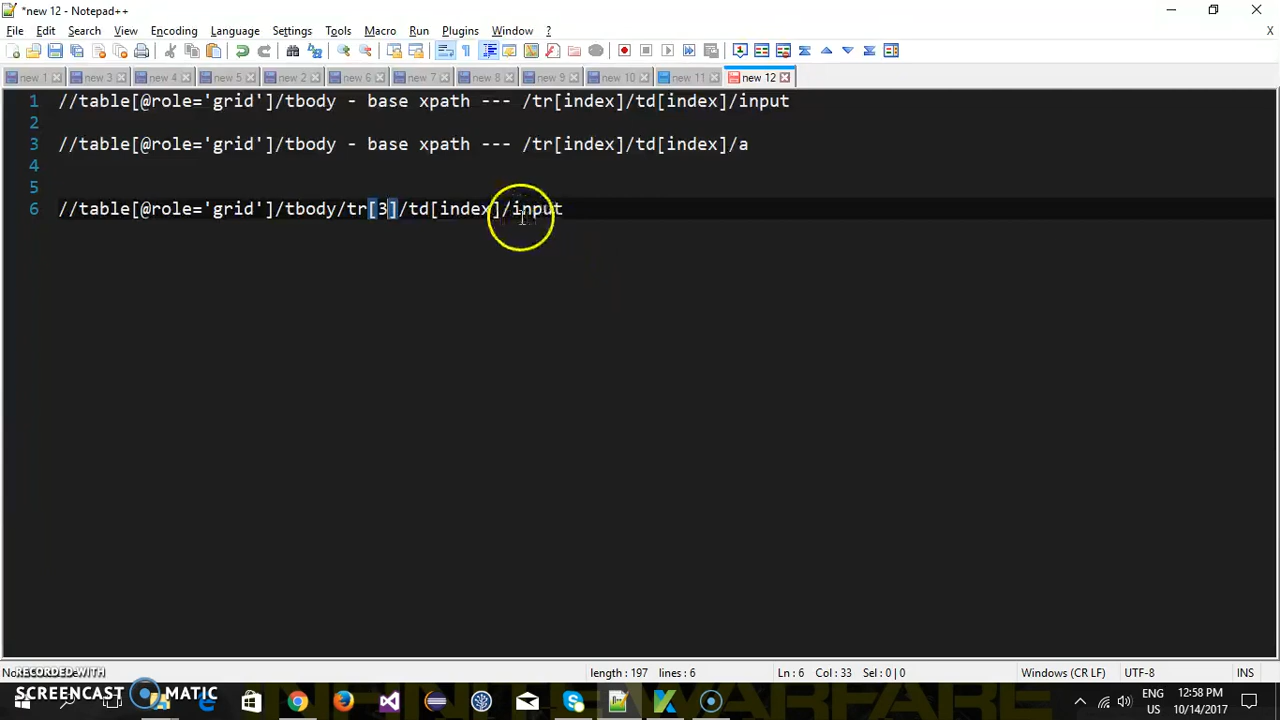 *new 12 - Notepad++
File Edit Search View Encoding Language Settings Tools Macro Run Plugins Window ? X
new 1 new 3 new 4 new 5 new 2 new 6 new 7 new 8 new 9 new 10 new 11 new 12
1 //table[@role='grid']/tbody - base xpath --- /tr[index]/td[index]/input
2
3 //table[@role='grid']/tbody - base xpath --- /tr[index]/td[index]/a
4
5
6 //table[@role='grid']/tbody/tr[3]/td[index]/input
length : 197 lines : 6 Ln : 6 Col : 33 Sel : 0 | 0 Windows (CR LF) UTF-8 INS
RECORDED WITH
SCREENCAST MATIC
WARFARE
ENG 12:58 PM
US 10/14/2017